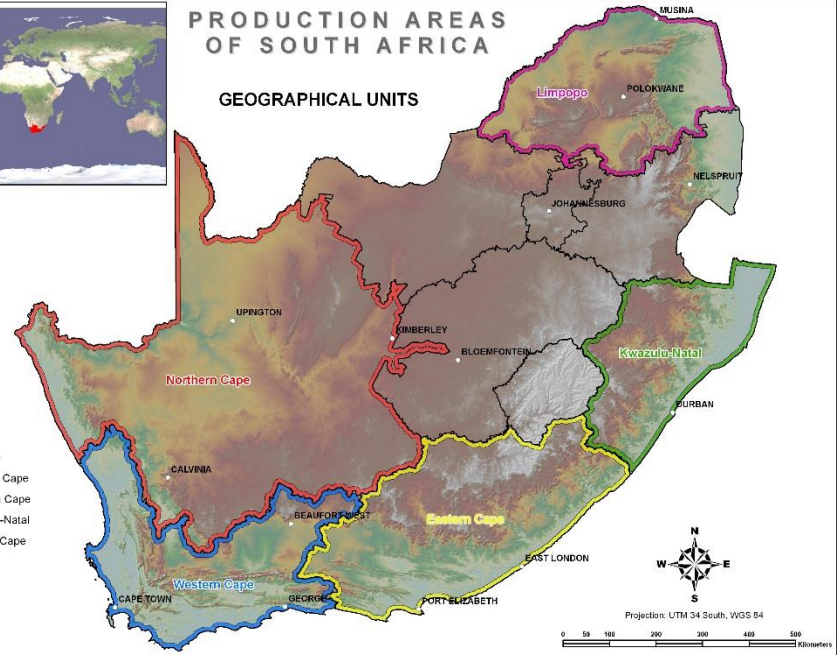 PRODUCTION AREAS
OF SOUTH AFRICA
GEOGRAPHICAL UNITS
MUSINA
Limpopo
POLOKWANE
NELSPRUIT
JOHANNESBURG
UPINGTON
KIMBERLEY
BLOEMFONTEIN
Kwazulu-Natal
Northern Cape
DURBAN
CALVINIA
Cape
Cape
-Natal
Cape
BEAUFORT WEST
Eastern Cape
EAST LONDON
Western Cape
CAPE TOWN
GEORGE
PORT ELIZABETH
N
W E
S
Projection: UTM 34 South, WGS 84
0 50 100 200 300 400 500
Kilometers